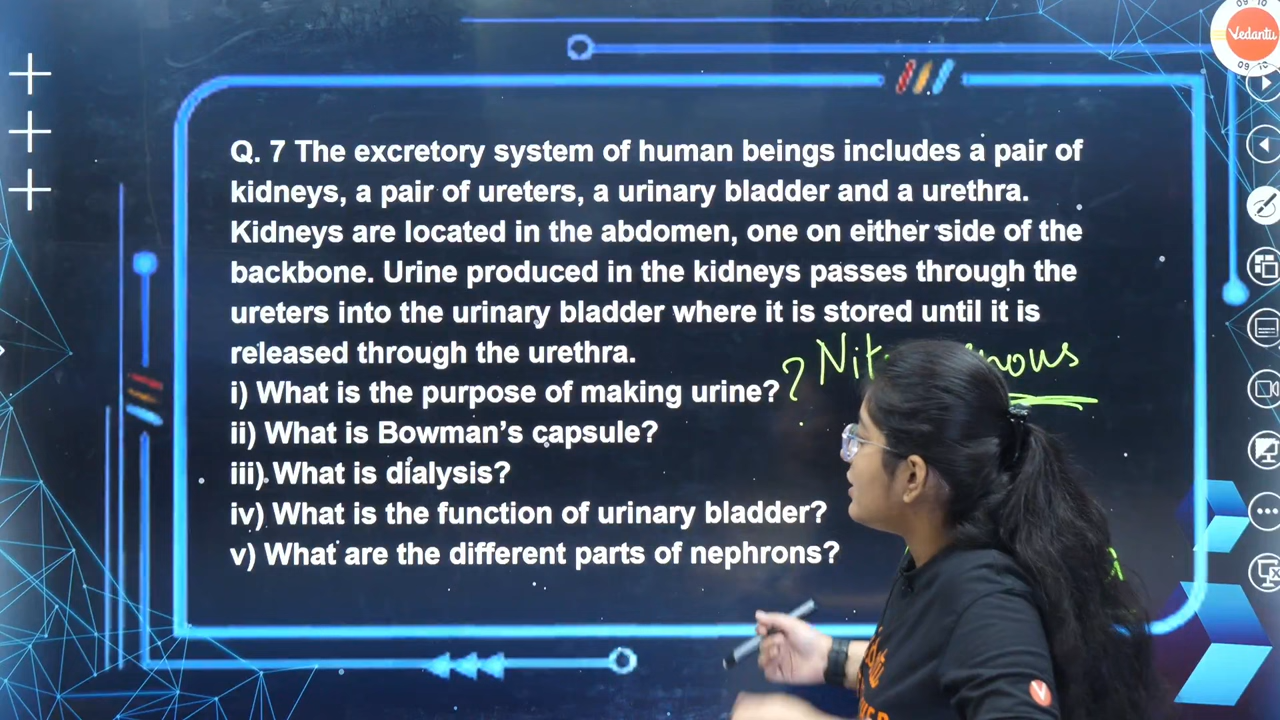 Vedantu
Q. 7 The excretory system of human beings includes a pair of
kidneys, a pair of ureters, a urinary bladder and a urethra.
Kidneys are located in the abdomen, one on either side of the
backbone. Urine produced in the kidneys passes through the
ureters into the urinary bladder where it is stored until it is
released through the urethra.
i) What is the purpose of making urine?
ii) What is Bowman's capsule?
iii) What is dialysis?
iv) What is the function of urinary bladder?
v) What are the different parts of nephrons?